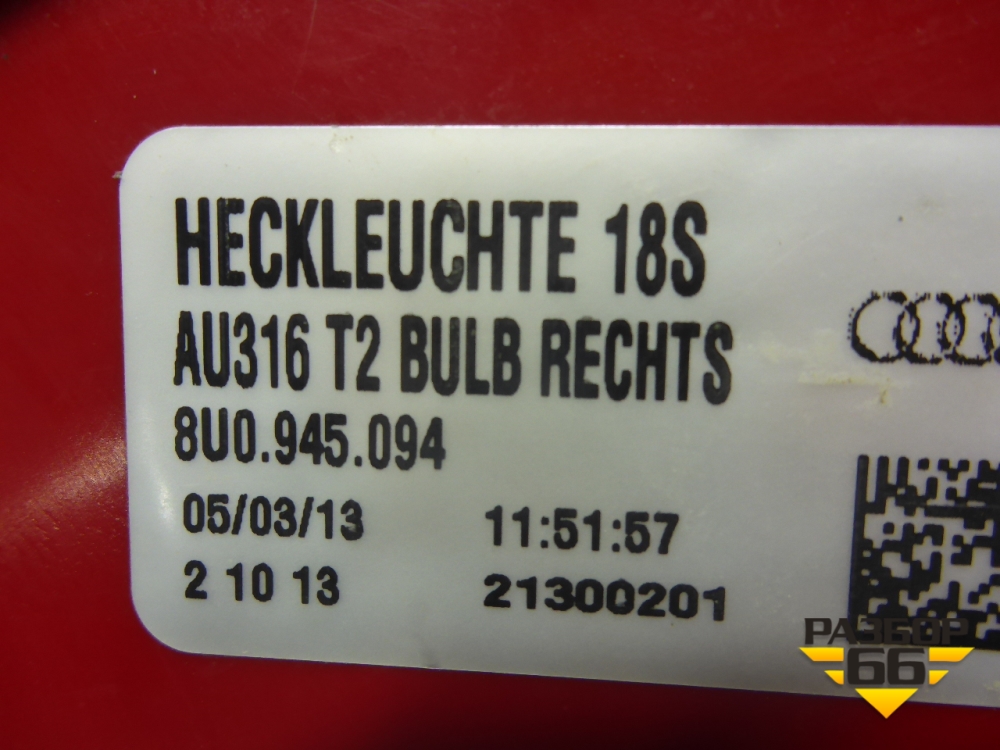 HECKLEUCHTE 18S
AU316 T2 BULB RECHTS
8U0.945.094
05/03/13 11:51:57
2 10 13 21300201
РАЗБОР
66